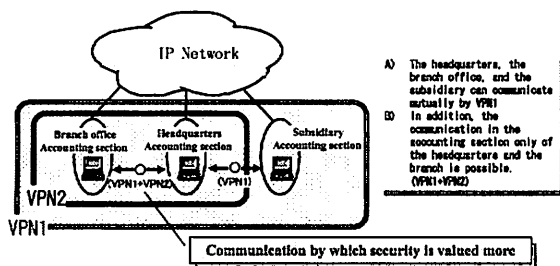 IP Network
Branch office
Accounting section
Headquarters
Accounting section
Subsidiary
Accounting section
(VPN1+VPN2)
(VPN1)
VPN2
VPN1
Communication by which security is valued more
A) The headquarters, the
branch office, and the
subsidiary can communicate
mutually by VPN1
B) In addition, the
communication in the
accounting section only of
the headquarters and the
branch is possible.
(VPN1+VPN2)